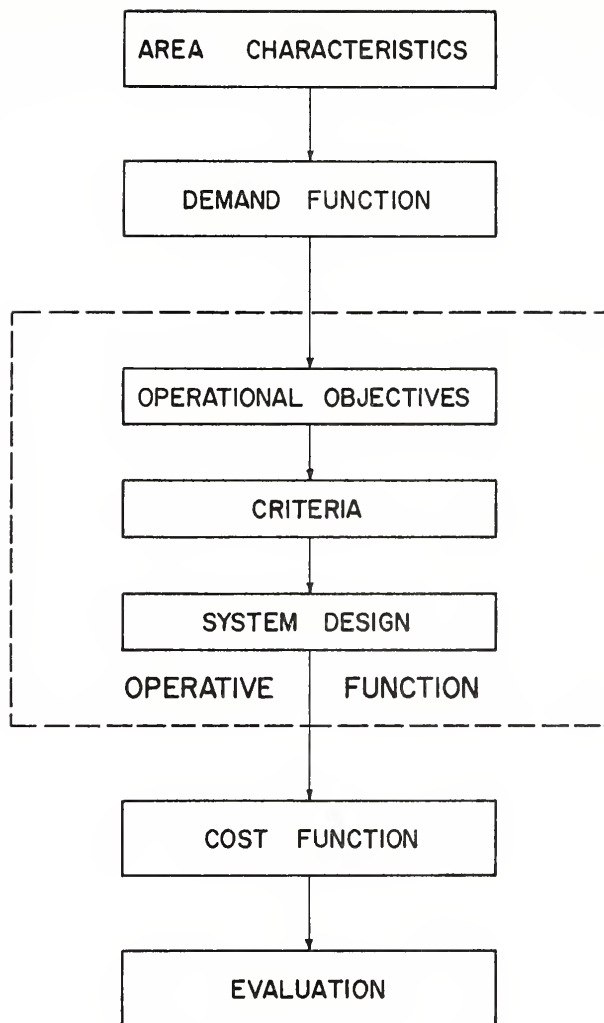 AREA CHARACTERISTICS
DEMAND FUNCTION
OPERATIONAL OBJECTIVES
CRITERIA
SYSTEM DESIGN
OPERATIVE FUNCTION
COST FUNCTION
EVALUATION